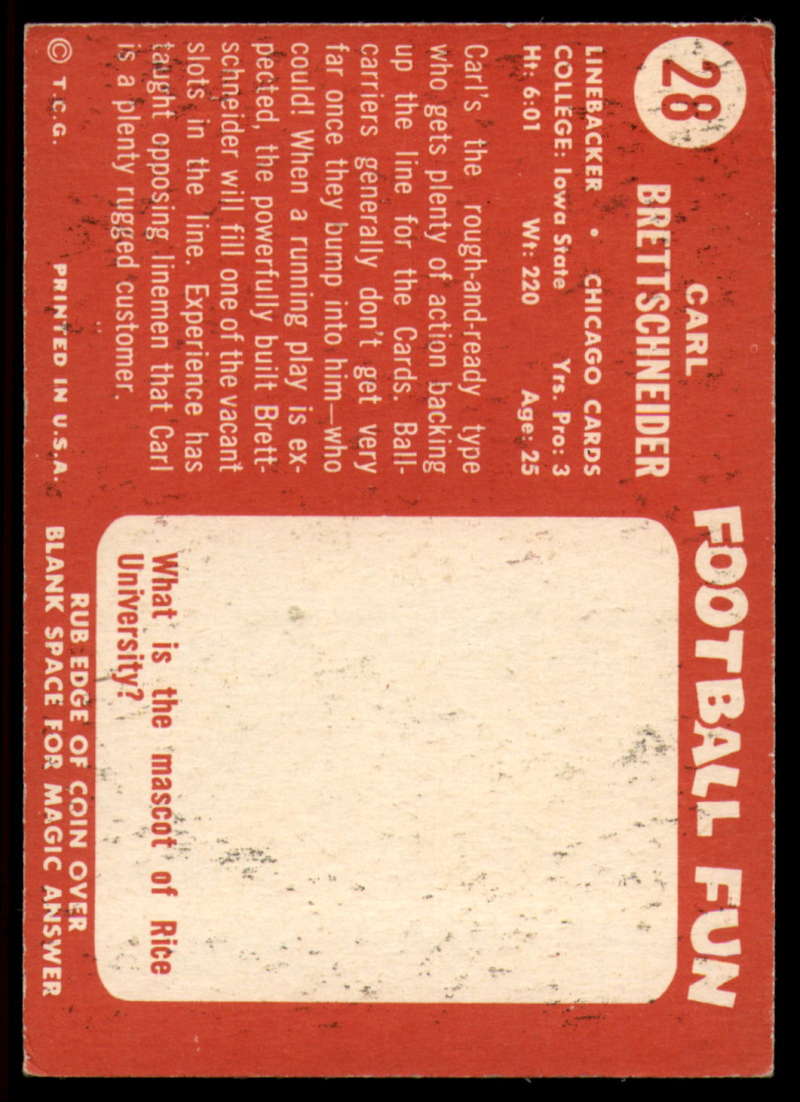 28
CARL
BRETTSCHNEIDER
LINEBACKER • CHICAGO CARDS
COLLEGE: Iowa State Yrs. Pro: 3
Ht: 6:01 Wt: 220 Age: 25
Carl's the rough-and-ready type
who gets plenty of action backing
up the line for the Cards. Ball-
carriers generally don't get very
far once they bump into him—who
could! When a running play is ex-
pected, the powerfully built Brett-
schneider will fill one of the vacant
slots in the line. Experience has
taught opposing linemen that Carl
is a plenty rugged customer.
© T.C.G. PRINTED IN U.S.A.
FOOTBALL FUN
What is the mascot of Rice
University?
RUB EDGE OF COIN OVER
BLANK SPACE FOR MAGIC ANSWER